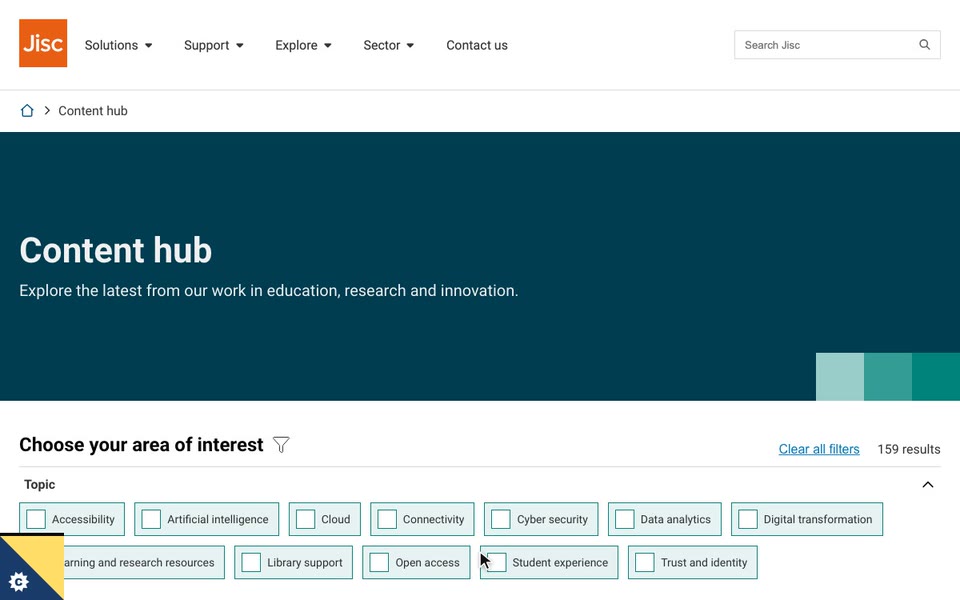 Jisc Solutions Support Explore Sector Contact us Search Jisc
Content hub
Content hub
Explore the latest from our work in education, research and innovation.
Choose your area of interest Clear all filters 159 results
Topic
Accessibility Artificial intelligence Cloud Connectivity Cyber security Data analytics Digital transformation
and research resources Library support Open access Student experience Trust and identity